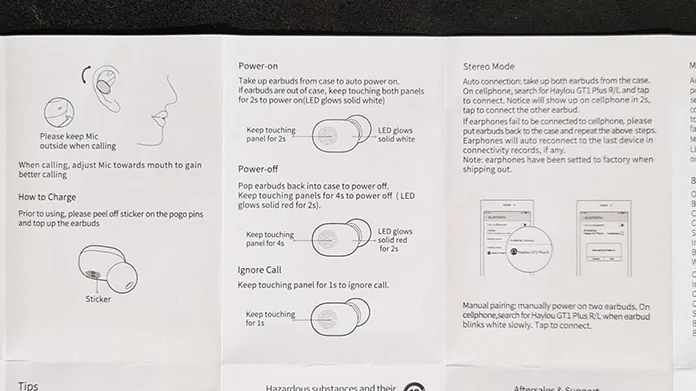 Please keep Mic
outside when calling
When calling, adjust Mic towards mouth to gain
better calling
How to Charge
Prior to using, please peel off sticker on the pogo pins
and top up the earbuds
Sticker
Tips
Power-on
Take up earbuds from case to auto power on.
If earbuds are out of case, keep touching both panels
for 2s to power on(LED glows solid white)
Keep touching
panel for 2s
LED glows
solid white
Power-off
Pop earbuds back into case to power off.
Keep touching panels for 4s to power off ( LED
glows solid red for 2s).
Keep touching
panel for 4s
LED glows
solid red
for 2s
Ignore Call
Keep touching panel for 1s to ignore call.
Keep touching
for 1s
Hazardous substances and their
Stereo Mode
Auto connection: take up both earbuds from the case.
On cellphone, search for Haylou GT1 Plus R/L and tap
to connect. Notice will show up on cellphone in 2s,
tap to connect the other earbud.
If earphones fail to be connected to cellphone, please
put earbuds back to the case and repeat the above steps.
Earphones will auto reconnect to the last device in
connectivity records, if any.
Note: earphones have been setted to factory when
shipping out.
Haylou GT1 Plus R
Manual pairing: manually power on two earbuds. On
cellphone,search for Haylou GT1 Plus R/L when earbud
blinks white slowly. Tap to connect.
Aftersales & Support